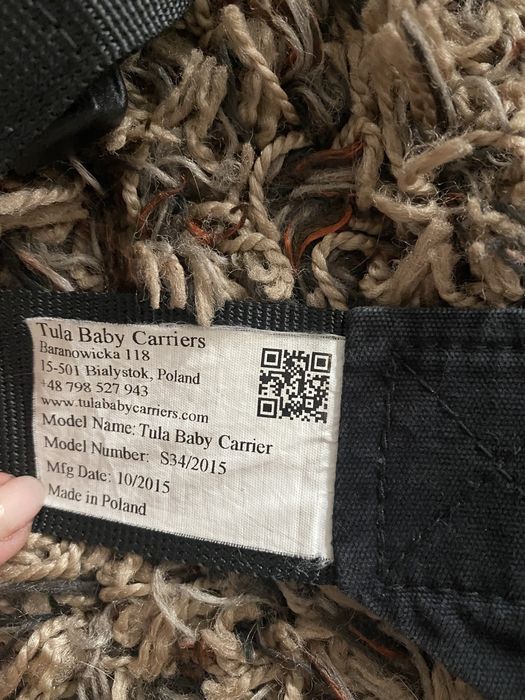 Tula Baby Carriers
Baranowicka 118
15-501 Bialystok, Poland
+48 798 527 943
www.tulababycarriers.com
Model Name: Tula Baby Carrier
Model Number: S34/2015
Mfg Date: 10/2015
Made in Poland